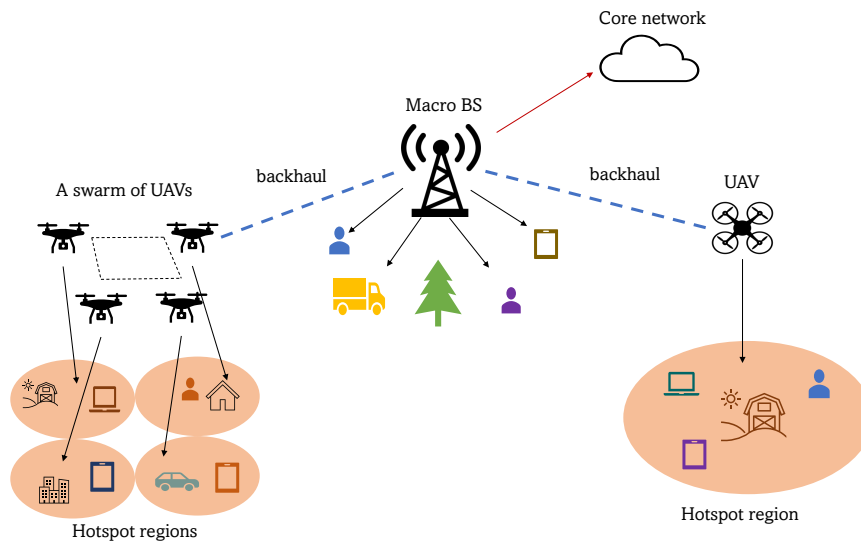 Core network
Macro BS
backhaul
backhaul
A swarm of UAVs
UAV
Hotspot regions
Hotspot region